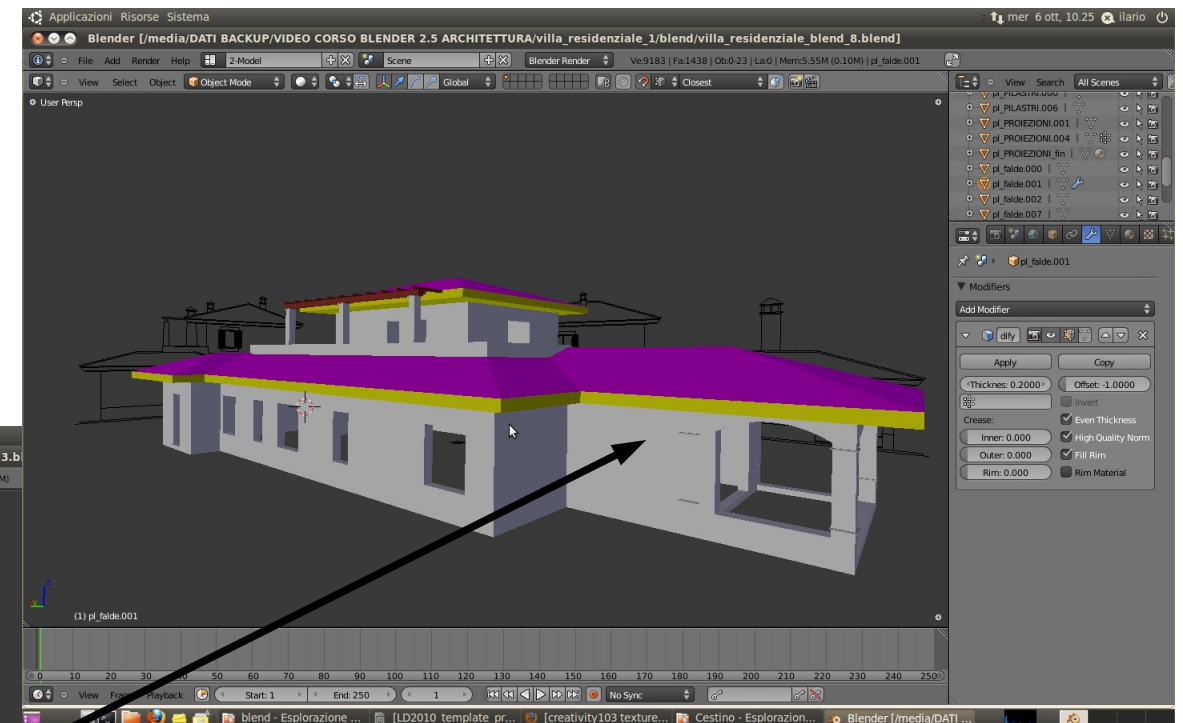 Applicazioni Risorse Sistema
mer 6 ott, 10.25 ilario
Blender [/media/DATI BACKUP/VIDEO CORSO BLENDER 2.5 ARCHITETTURA/villa_residenziale_1/blend/villa_residenziale_blend_8.blend]
File Add Render Help 2-Model Scene Blender Render Ve:9183 | Fa:1438 | Ob:0-23 | La:0 | Mem:5.55M (0.10M) | pl_falde.001
View Select Object Object Mode Global Closest
View Search All Scenes
User Persp
pl_PILASTRI.006
pl_PROIEZIONI.001
pl_PROIEZIONI.004
pl_PROIEZIONI_fin
pl_falde.000
pl_falde.001
pl_falde.002
pl_falde.007
pl_falde.001
Modifiers
Add Modifier
dify
Apply Copy
Thicknes: 0.2000 Offset: -1.0000
Invert
Crease: Even Thickness
Inner: 0.000 High Quality Norm
Outer: 0.000 Fill Rim
Rim: 0.000 Rim Material
3.bl
M)
z
y
(1) pl_falde.001
0 10 20 30 40 50 60 70 80 90 100 110 120 130 140 150 160 170 180 190 200 210 220 230 240 250
View Frame Playback Start: 1 End: 250 1 No Sync
blend - Esplorazione ... [LD2010_template_pr... [creativity103 texture... Cestino - Esplorazion... Blender [/media/DATI ...